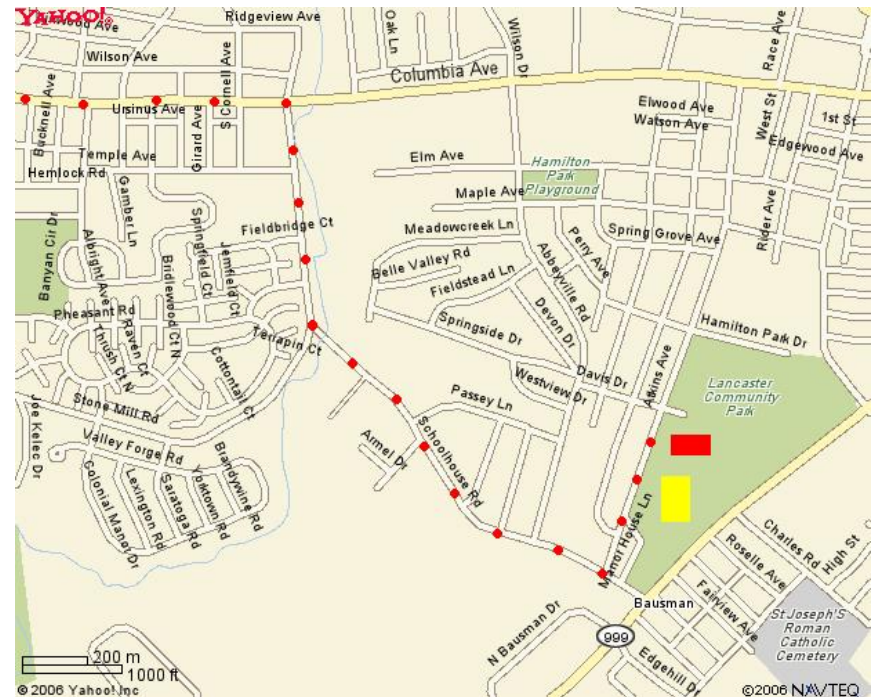 YAHOO!
Ridgeview Ave
Wilson Ave
Oak Ln
Wilson Dr
Race Ave
Columbia Ave
Bucknell Ave
Ursinus Ave
Girard Ave
S Cornell Ave
Elwood Ave
Watson Ave
West St
1st St
Edgewood Ave
Temple Ave
Hemlock Rd
Elm Ave
Hamilton
Park
Playground
Maple Ave
Gamber Ln
Banyan Cir Dr
Albright Ave
Bridlewood Ct N
Springfield Ct
Jemfield Ct
Fieldbridge Ct
Meadowcreek Ln
Belle Valley Rd
Fieldstead Ln
Abbeyville Rd
Perry Ave
Spring Grove Ave
Rider Ave
Pheasant Rd
Raven Ct
Thrush Ct N
Cottontail Ct
Terrapin Ct
Springside Dr
Devon Dr
Hamilton Park Dr
Davis Dr
Westview Dr
Atkins Ave
Lancaster
Community
Park
Joe Kelec Dr
Stone Mill Rd
Valley Forge Rd
Passey Ln
Armel Dr
Schoolhouse Rd
Colonial Manor Dr
Lexington Rd
Saratoga Rd
Yorktown Rd
Brandywine Rd
Manor House Ln
Charles Rd
High St
Roselle Ave
Fairview Ave
Bausman
N Bausman Dr
999
Edgehill Dr
St Joseph'S
Roman
Catholic
Cemetery
200 m
1000 ft
©2006 Yahoo! Inc
©2006 NAVTEQ